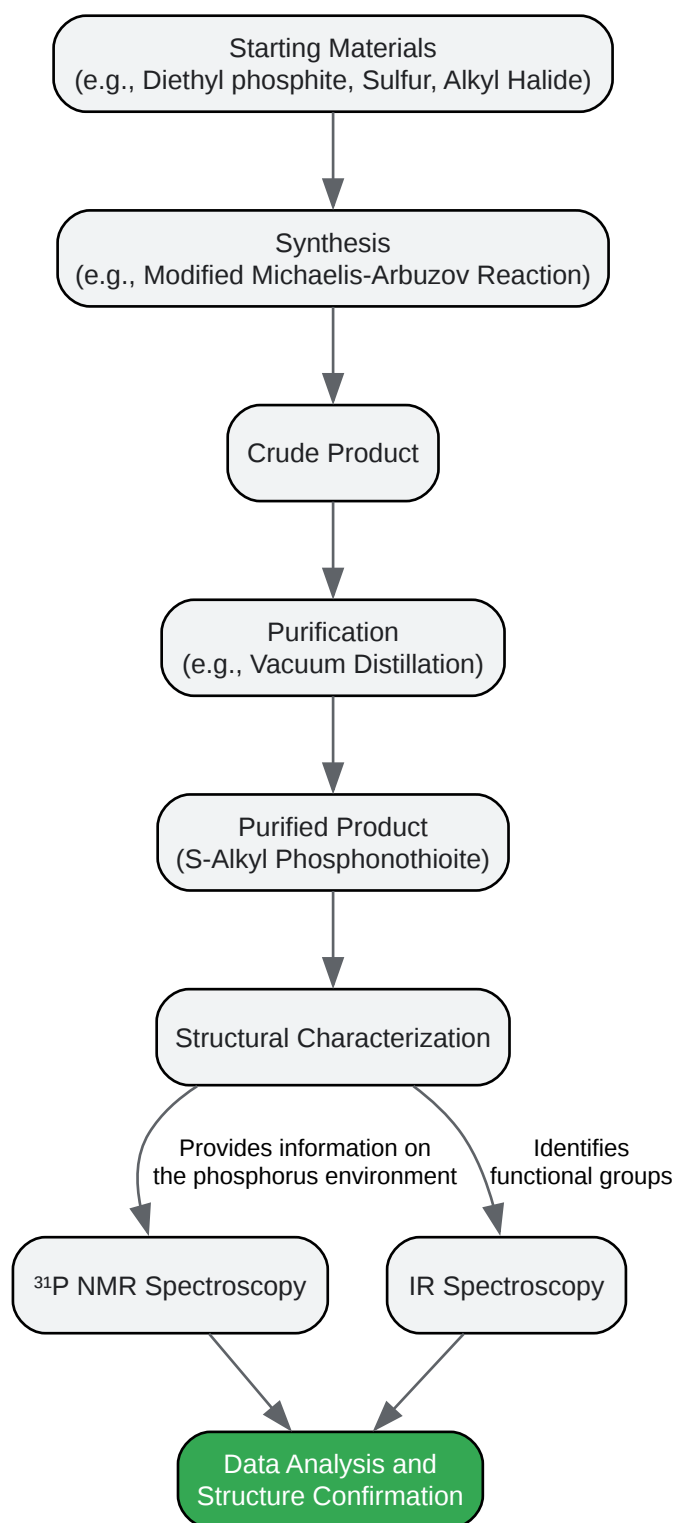 Starting Materials
(e.g., Diethyl phosphite, Sulfur, Alkyl Halide)
Synthesis
(e.g., Modified Michaelis-Arbuzov Reaction)
Crude Product
Purification
(e.g., Vacuum Distillation)
Purified Product
(S-Alkyl Phosphonothioite)
Structural Characterization
Provides information on
the phosphorus environment
Identifies
functional groups
³¹P NMR Spectroscopy
IR Spectroscopy
Data Analysis and
Structure Confirmation